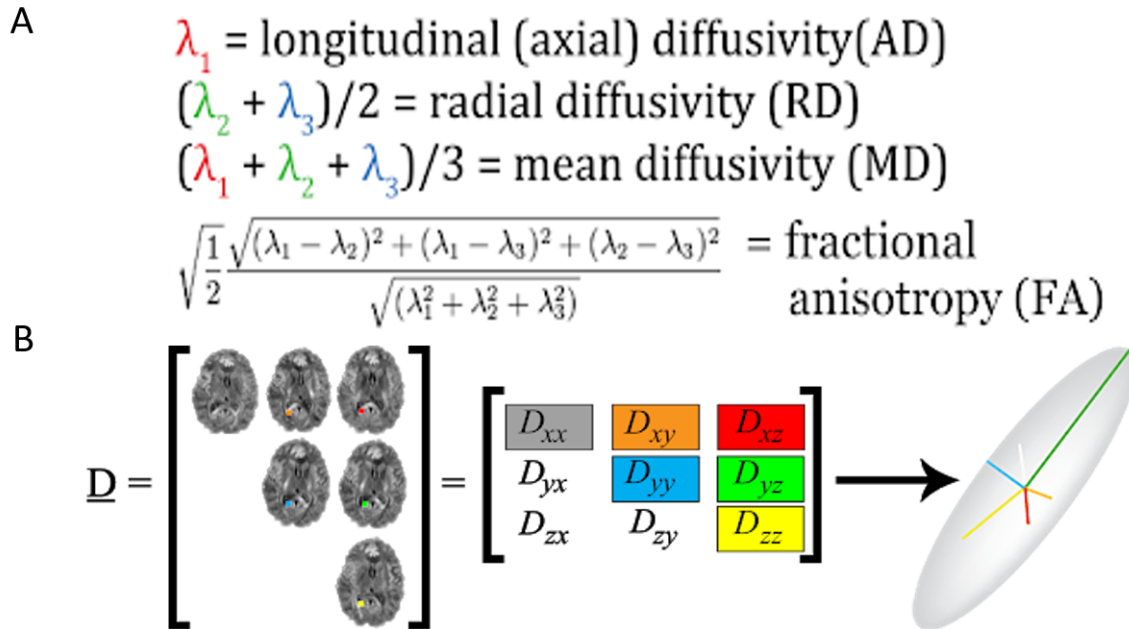 A
λ₁ = longitudinal (axial) diffusivity(AD)
(λ₂ + λ₃)/2 = radial diffusivity (RD)
(λ₁ + λ₂ + λ₃)/3 = mean diffusivity (MD)
√(1/2) √((λ₁ − λ₂)² + (λ₁ − λ₃)² + (λ₂ − λ₃)²) / √((λ₁² + λ₂² + λ₃²)) = fractional
anisotropy (FA)
B
D = [ ] = [
Dxx Dxy Dxz
Dyx Dyy Dyz
Dzx Dzy Dzz
]